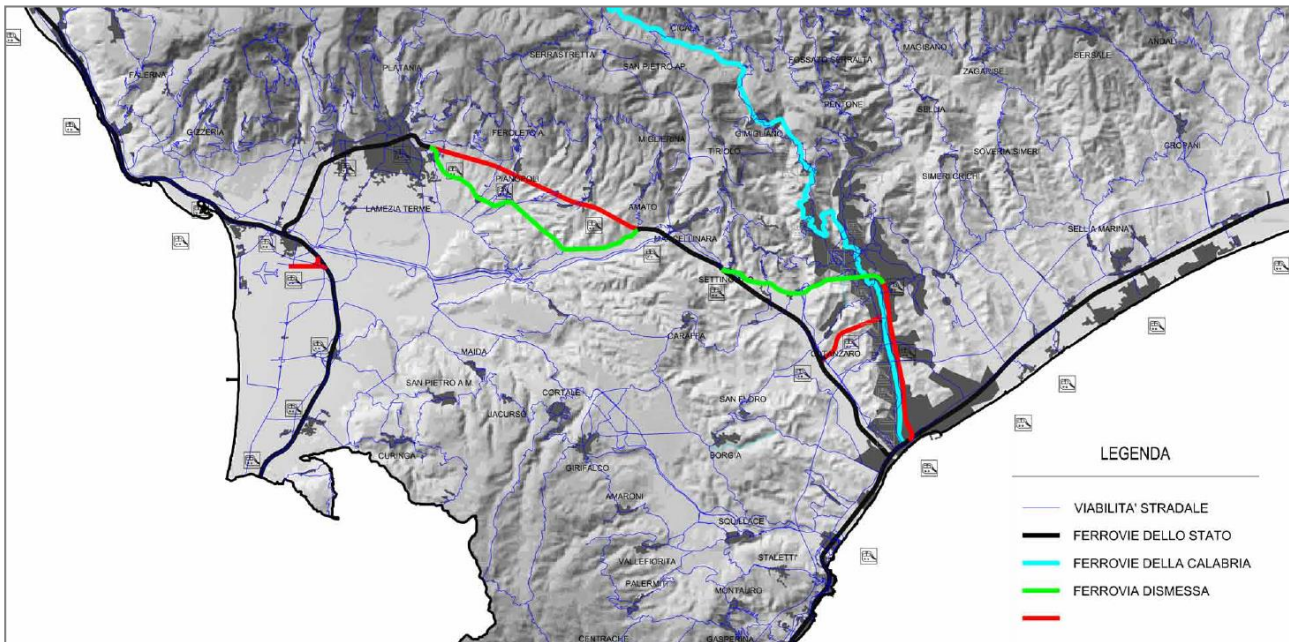 CICALA
ANDALI
MAGISANO
SERRASTRETTA
SERSALE
SAN PIETRO AP.
FOSSATO SERRALTA
PLATANIA
ZAGARISE
FALERNA
PENTONE
SELLIA
GIZZERIA
FEROLETO A.
MIGLIERINA
GIMIGLIANO
CROPANI
TIRIOLO
SOVERIA SIMERI
PIANOPOLI
SIMERI CRICHI
LAMEZIA TERME
AMATO
SELLIA MARINA
MARCELLINARA
SETTINGIANO
CARAFFA
MAIDA
CATANZARO
SAN PIETRO A M.
CORTALE
JACURSO
SAN FLORO
CURINGA
GIRIFALCO
BORGIA
AMARONI
SQUILLACE
STALETTI'
VALLEFIORITA
PALERMITI
MONTAURO
CENTRACHE
GASPERINA
LEGENDA
VIABILITA' STRADALE
FERROVIE DELLO STATO
FERROVIE DELLA CALABRIA
FERROVIA DISMESSA